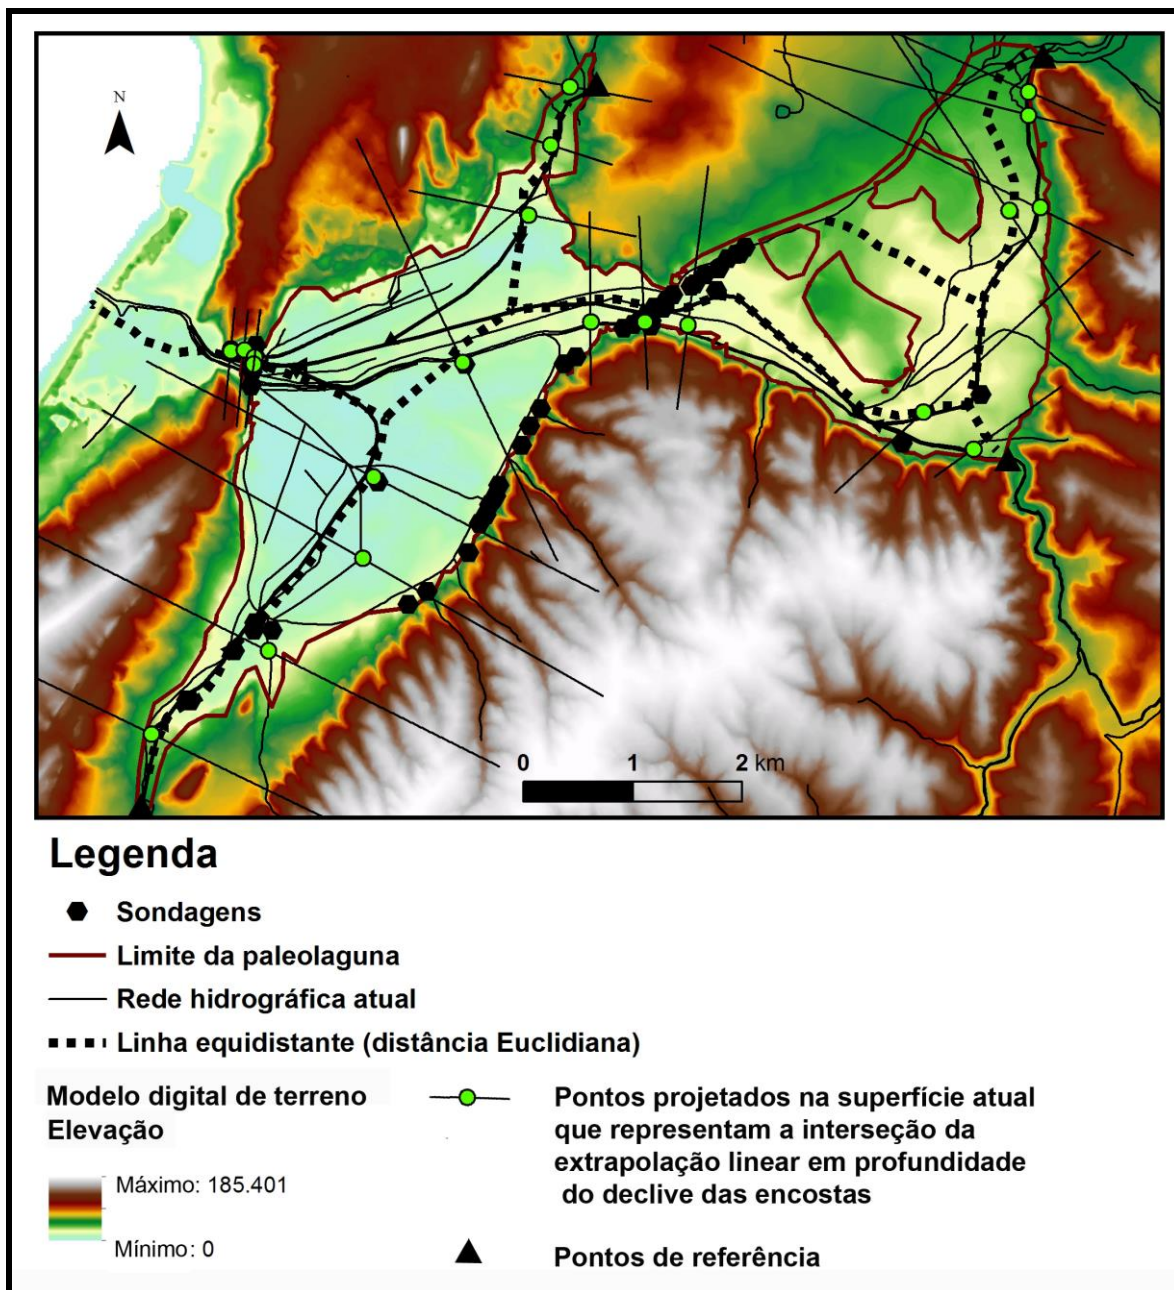 N
0 1 2 km
Legenda
Sondagens
Limite da paleolaguna
Rede hidrográfica atual
Linha equidistante (distância Euclidiana)
Modelo digital de terreno
Elevação
Máximo: 185.401
Mínimo: 0
Pontos projetados na superfície atual
que representam a interseção da
extrapolação linear em profundidade
do declive das encostas
Pontos de referência